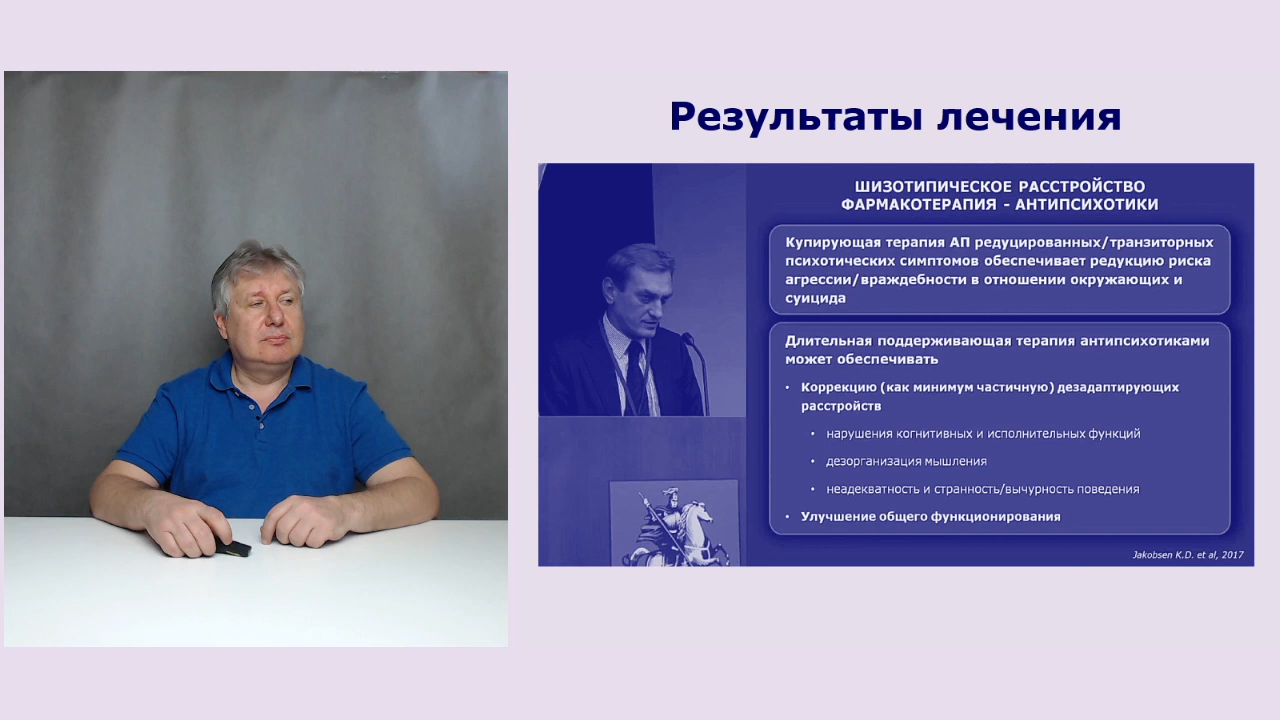 Результаты лечения
ШИЗОТИПИЧЕСКОЕ РАССТРОЙСТВО
ФАРМАКОТЕРАПИЯ - АНТИПСИХОТИКИ
Купирующая терапия АП редуцированных/транзиторных
психотических симптомов обеспечивает редукцию риска
агрессии/враждебности в отношении окружающих и
суицида
Длительная поддерживающая терапия антипсихотиками
может обеспечивать
• Коррекцию (как минимум частичную) дезадаптирующих
расстройств
• нарушения когнитивных и исполнительных функций
• дезорганизация мышления
• неадекватность и странность/вычурность поведения
• Улучшение общего функционирования
Jakobsen K.D. et al, 2017